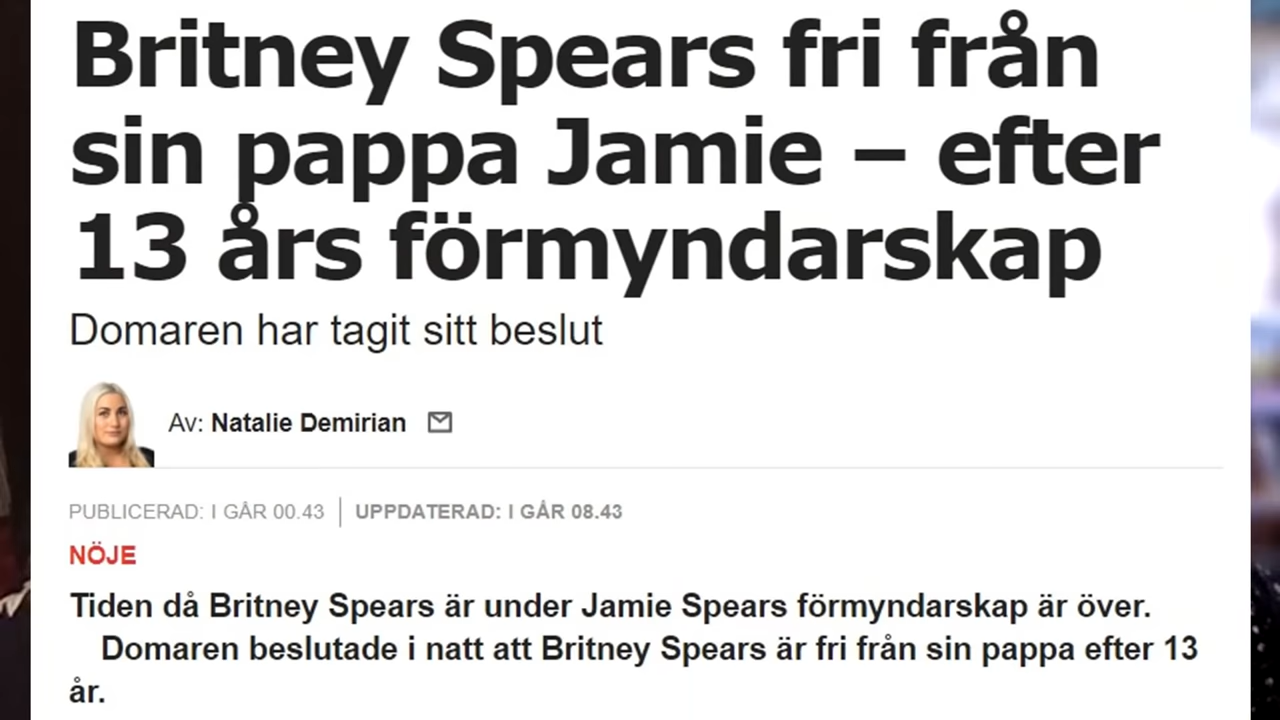 Britney Spears fri från
sin pappa Jamie – efter
13 års förmyndarskap
Domaren har tagit sitt beslut
Av: Natalie Demirian
PUBLICERAD: I GÅR 00.43 | UPPDATERAD: I GÅR 08.43
NÖJE
Tiden då Britney Spears är under Jamie Spears förmyndarskap är över.
Domaren beslutade i natt att Britney Spears är fri från sin pappa efter 13
år.